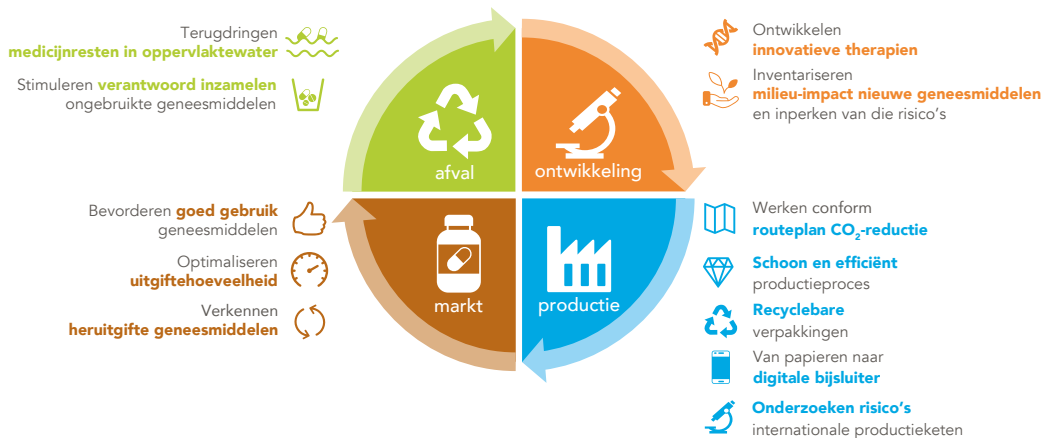 Terugdringen
medicijnresten in oppervlaktewater
Stimuleren verantwoord inzamelen
ongebruikte geneesmiddelen
afval
ontwikkeling
Ontwikkelen
innovatieve therapien
Inventariseren
milieu-impact nieuwe geneesmiddelen
en inperken van die risico's
Bevorderen goed gebruik
geneesmiddelen
Optimaliseren
uitgiftehoeveelheid
Verkennen
heruitgifte geneesmiddelen
markt
productie
Werken conform
routeplan CO₂-reductie
Schoon en efficiënt
productieproces
Recyclebare
verpakkingen
Van papieren naar
digitale bijsluiter
Onderzoeken risico's
internationale productieketen